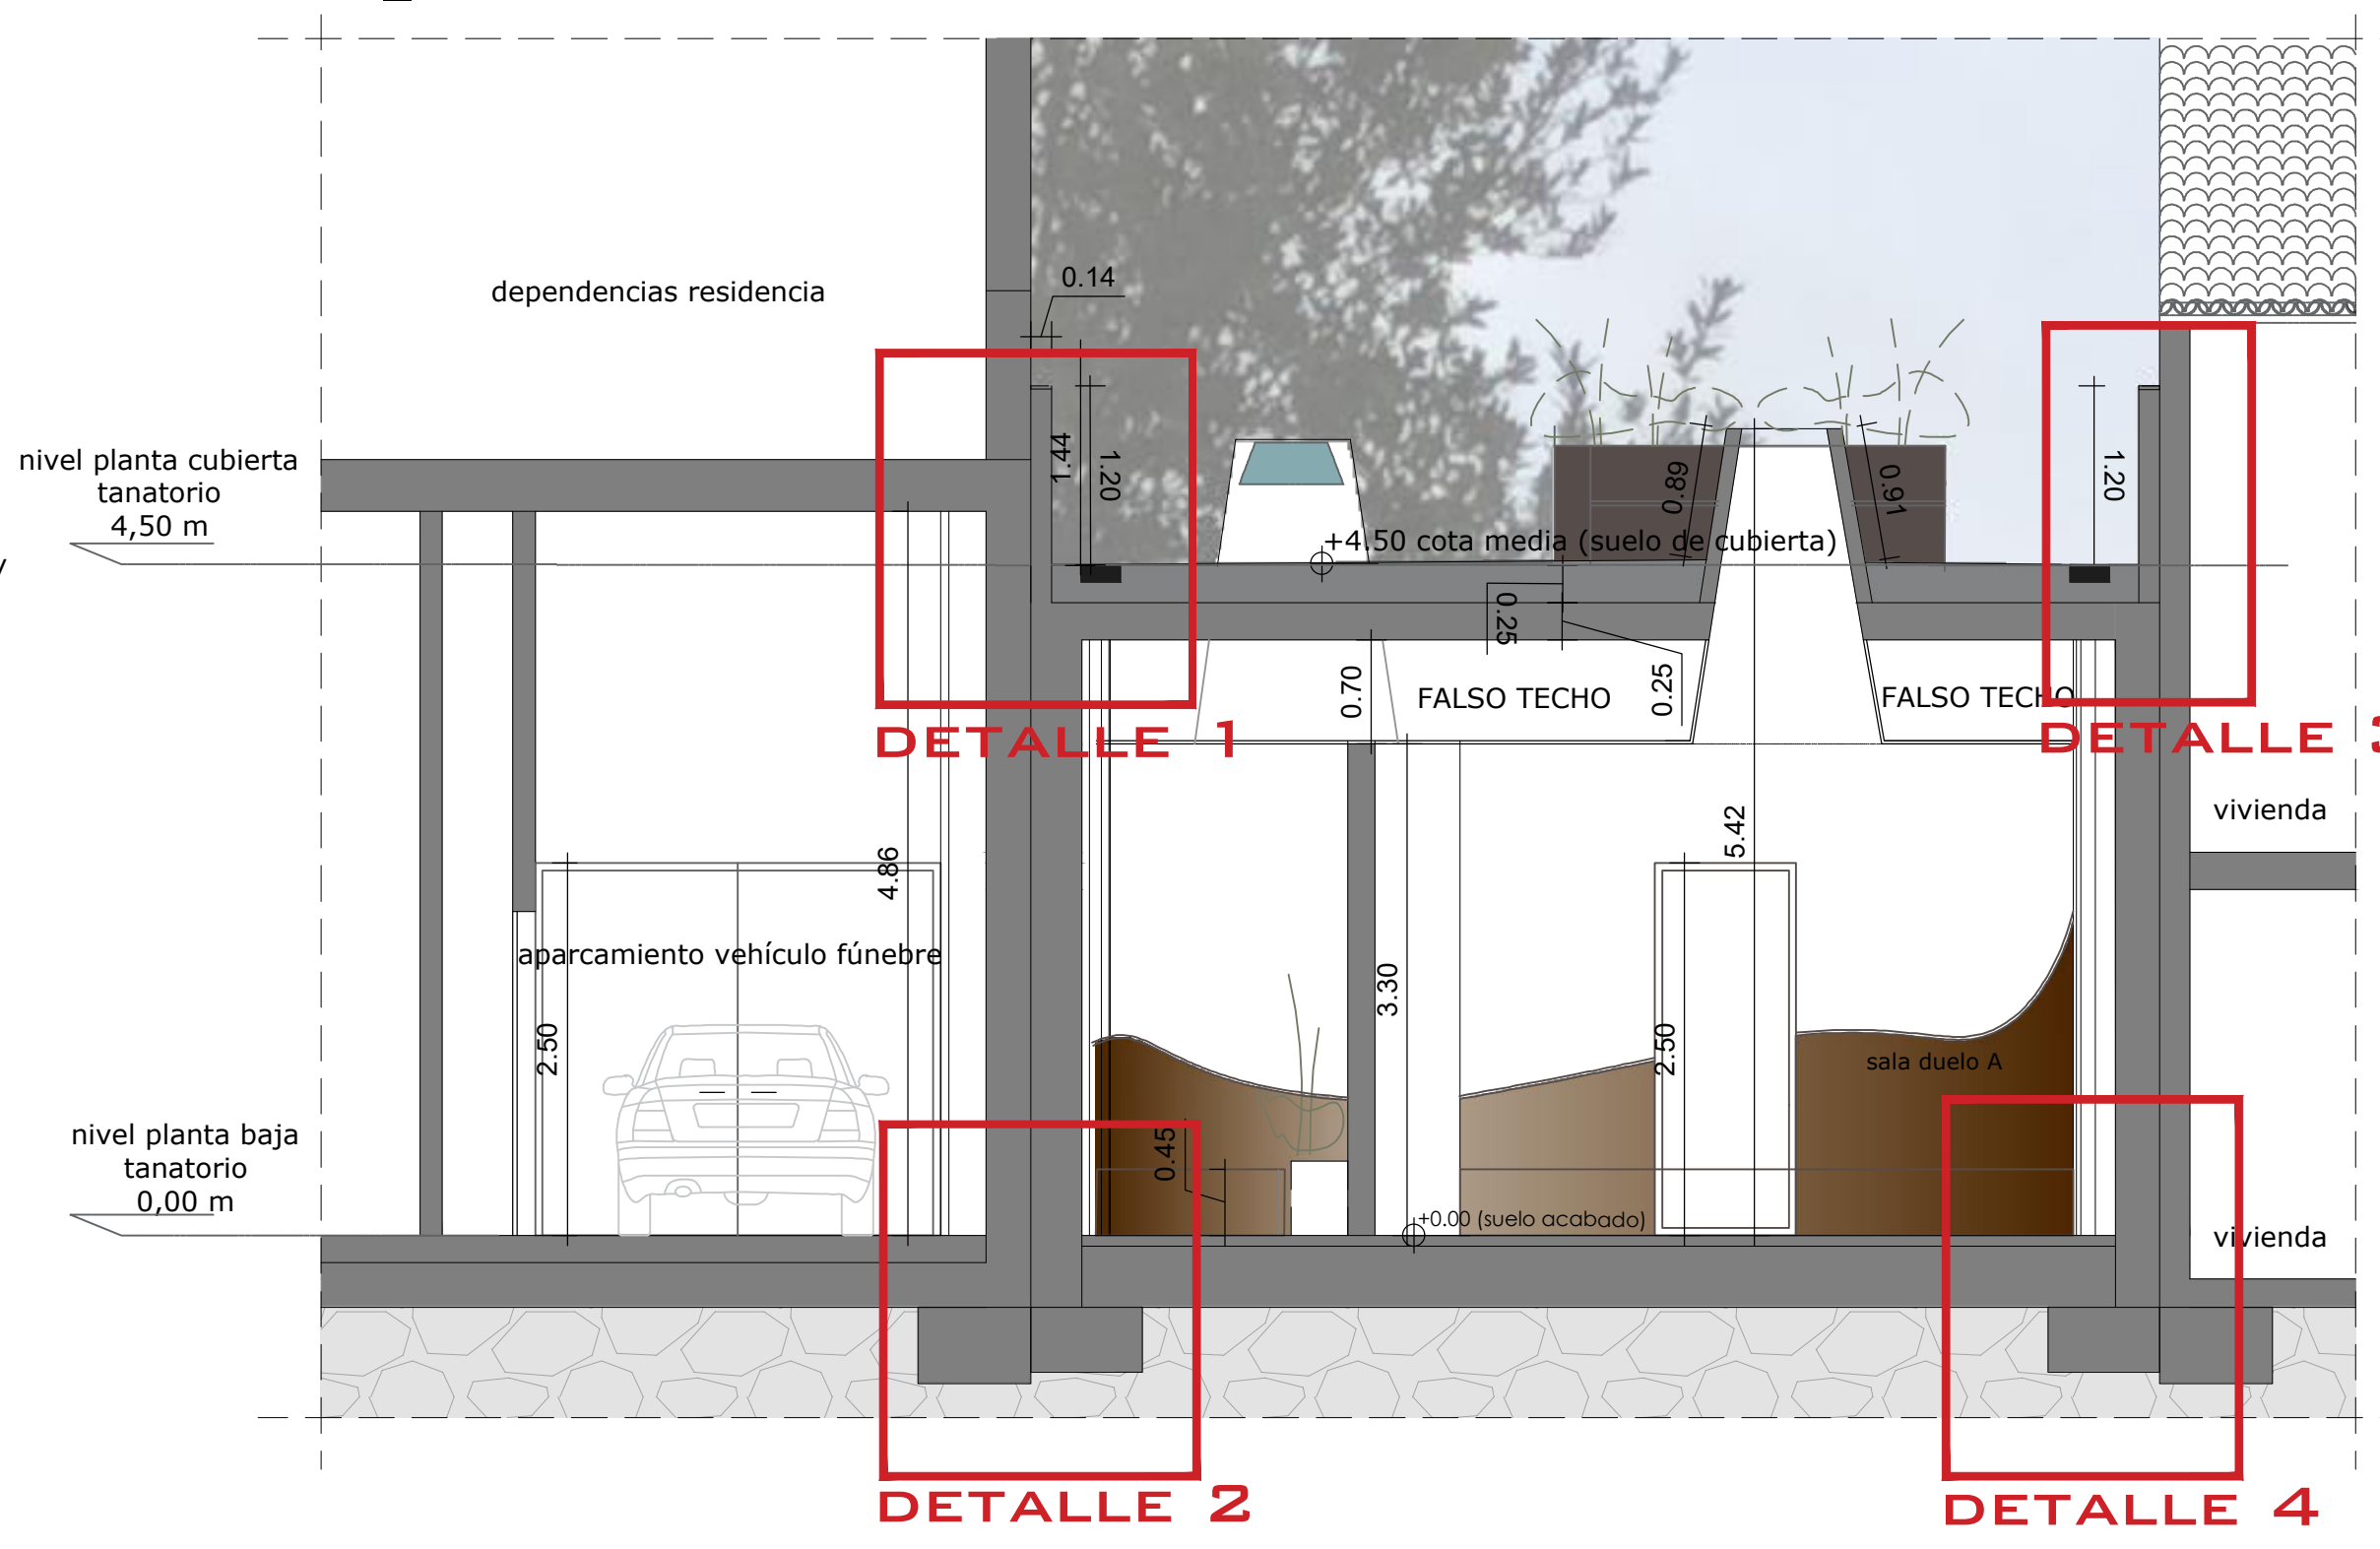 dependencias residencia
0.14
nivel planta cubierta
tanatorio
4,50 m
1.44
1.20
0.89
0.91
1.20
+4.50 cota media (suelo de cubierta)
0.25
0.25
0.70
FALSO TECHO
FALSO TECHO
DETALLE 1
DETALLE 3
vivienda
4.86
5.42
aparcamiento vehículo fúnebre
3.30
2.50
2.50
sala duelo A
0.45
nivel planta baja
tanatorio
0,00 m
+0.00 (suelo acabado)
vivienda
DETALLE 2
DETALLE 4